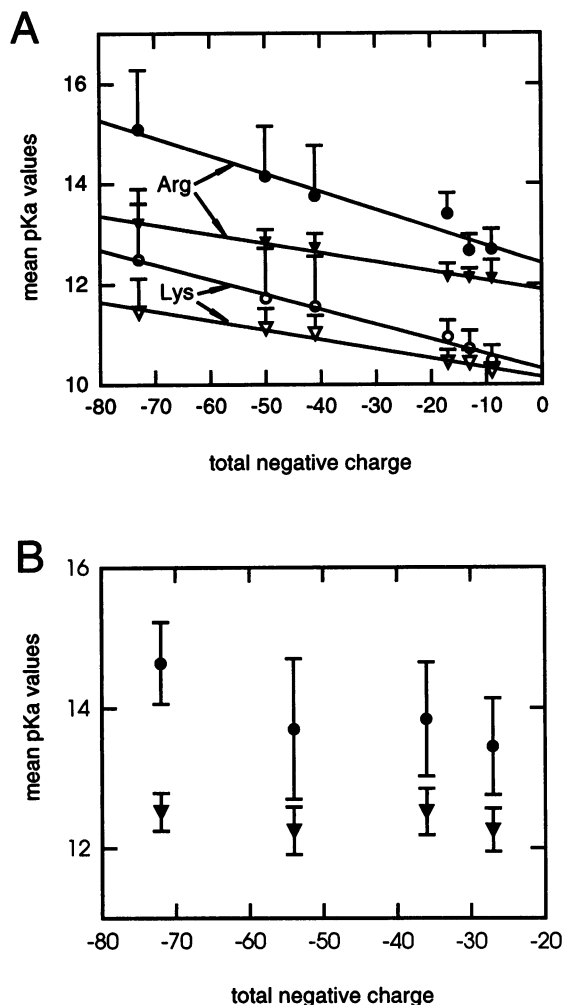 A
16
14
12
10
mean pKa values
Arg
Lys
-80 -70 -60 -50 -40 -30 -20 -10 0
total negative charge
B
16
14
12
mean pKa values
-80 -70 -60 -50 -40 -30 -20
total negative charge